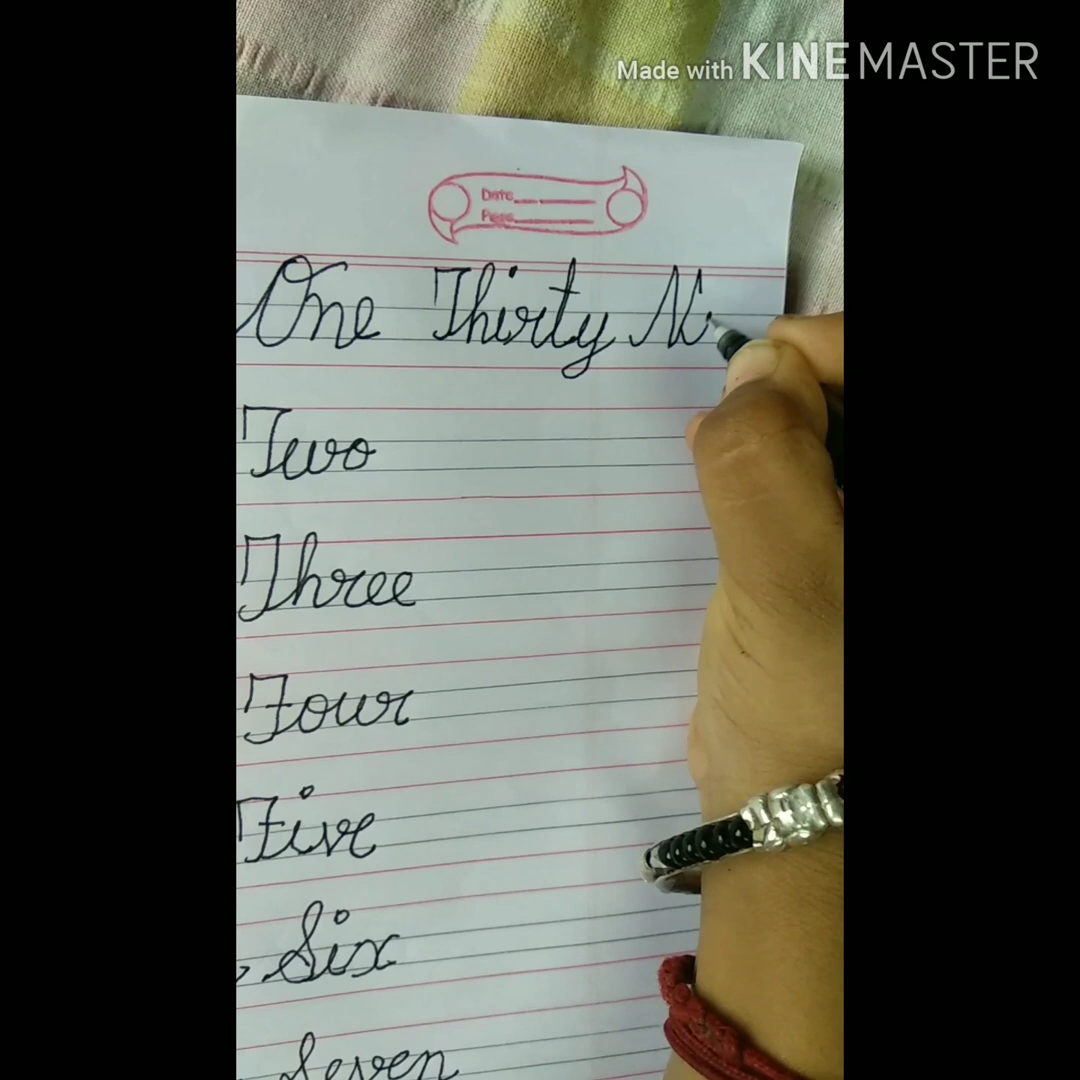 Made with KINEMASTER
Date
Page
One Thirty N
Two
Three
Four
Five
Six
Seven